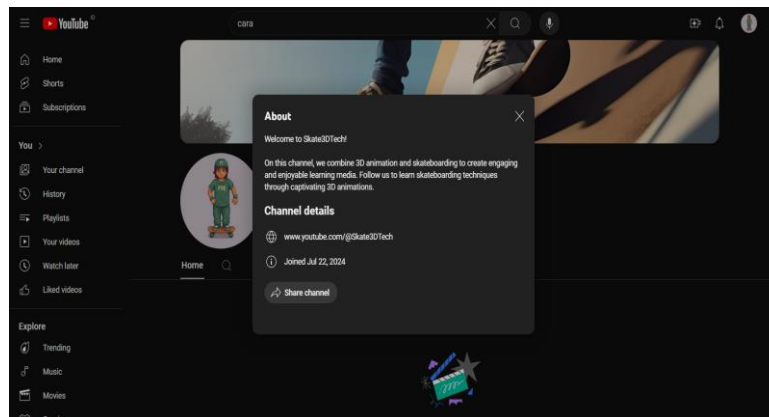 YouTube
cara
Home
Shorts
Subscriptions
You
Your channel
History
Playlists
Your videos
Watch later
Liked videos
Explore
Trending
Music
Movies
Home
About
Welcome to Skate3DTech!
On this channel, we combine 3D animation and skateboarding to create engaging
and enjoyable learning media. Follow us to learn skateboarding techniques
through captivating 3D animations.
Channel details
www.youtube.com/@Skate3DTech
Joined Jul 22, 2024
Share channel